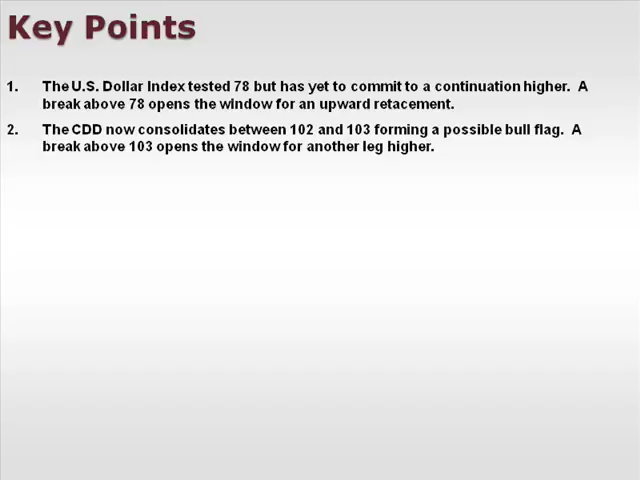 Key Points
1. The U.S. Dollar Index tested 78 but has yet to commit to a continuation higher.  A
break above 78 opens the window for an upward retacement.
2. The CDD now consolidates between 102 and 103 forming a possible bull flag.  A
break above 103 opens the window for another leg higher.